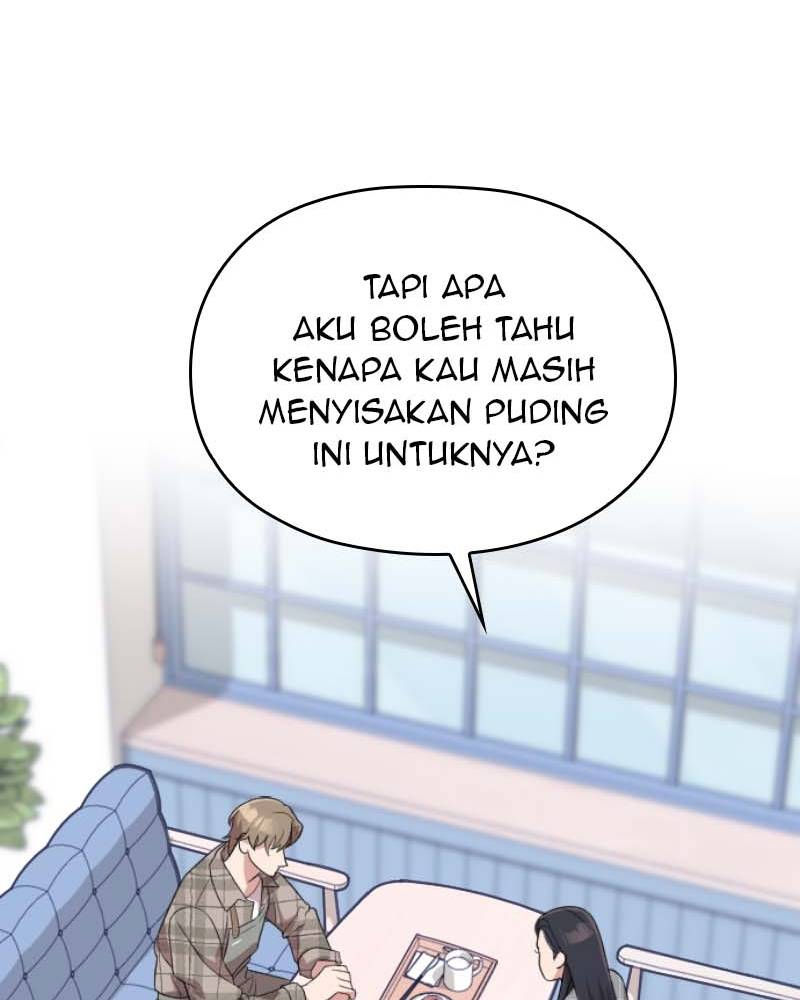 TAPI APA
AKU BOLEH TAHU
KENAPA KAU MASIH
MENYISAKAN PUDING
INI UNTUKNYA?